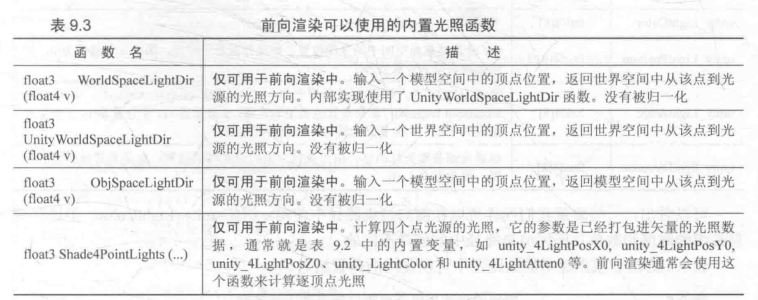 表 9.3 前向渲染可以使用的内置光照函数
函 数 名 描 述
float3 WorldSpaceLightDir
(float4 v)
仅可用于前向渲染中。输入一个模型空间中的顶点位置，返回世界空间中从该点到光
源的光照方向。内部实现使用了 UnityWorldSpaceLightDir 函数。没有被归一化
float3
UnityWorldSpaceLightDir
(float4 v)
仅可用于前向渲染中。输入一个世界空间中的顶点位置，返回世界空间中从该点到光
源的光照方向。没有被归一化
float3 ObjSpaceLightDir
(float4 v)
仅可用于前向渲染中。输入一个模型空间中的顶点位置，返回模型空间中从该点到光
源的光照方向。没有被归一化
float3 Shade4PointLights (...)
仅可用于前向渲染中。计算四个点光源的光照，它的参数是已经打包进矢量的光照数
据，通常就是表 9.2 中的内置变量，如 unity_4LightPosX0, unity_4LightPosY0,
unity_4LightPosZ0、unity_LightColor 和 unity_4LightAtten0 等。前向渲染通常会使用这
个函数来计算逐顶点光照